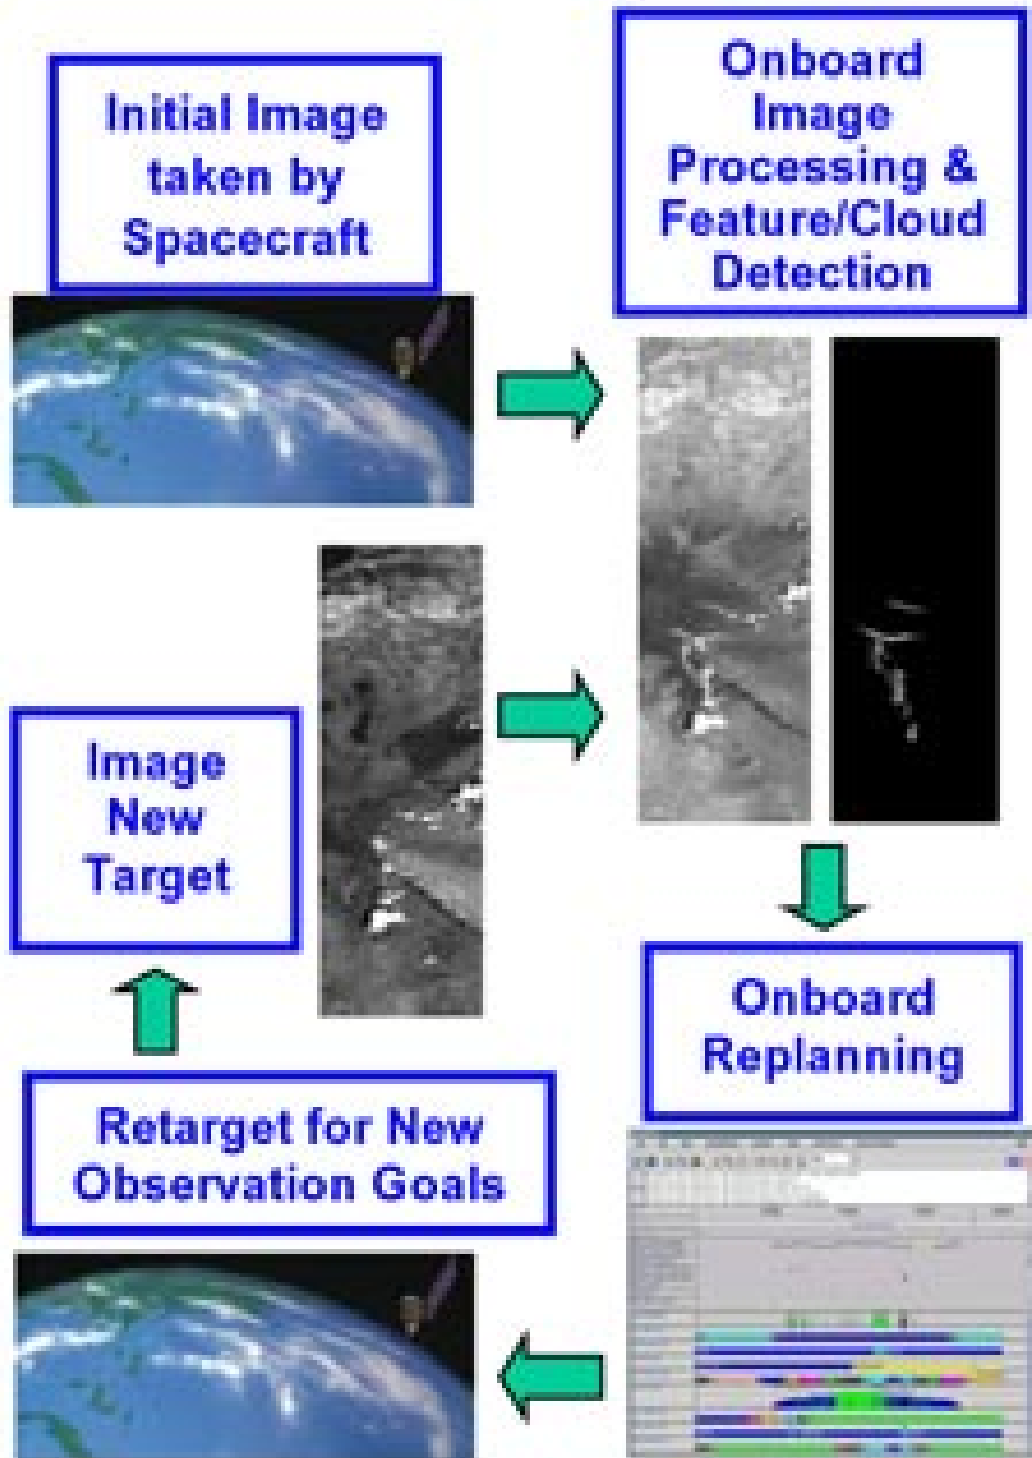 Initial Image
taken by
Spacecraft
Onboard
Image
Processing &
Feature/Cloud
Detection
Image
New
Target
Onboard
Replanning
Retarget for New
Observation Goals